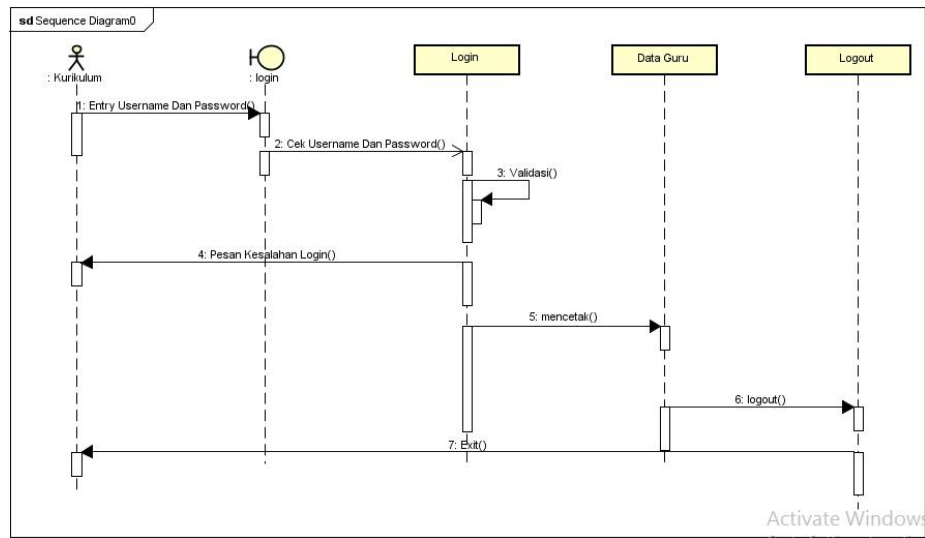 sd Sequence Diagram0
: Kurikulum
: login
Login
Data Guru
Logout
1: Entry Username Dan Password()
2: Cek Username Dan Password()
3: Validasi()
4: Pesan Kesalahan Login()
5: mencetak()
6: logout()
7: Exit()
Activate Windows